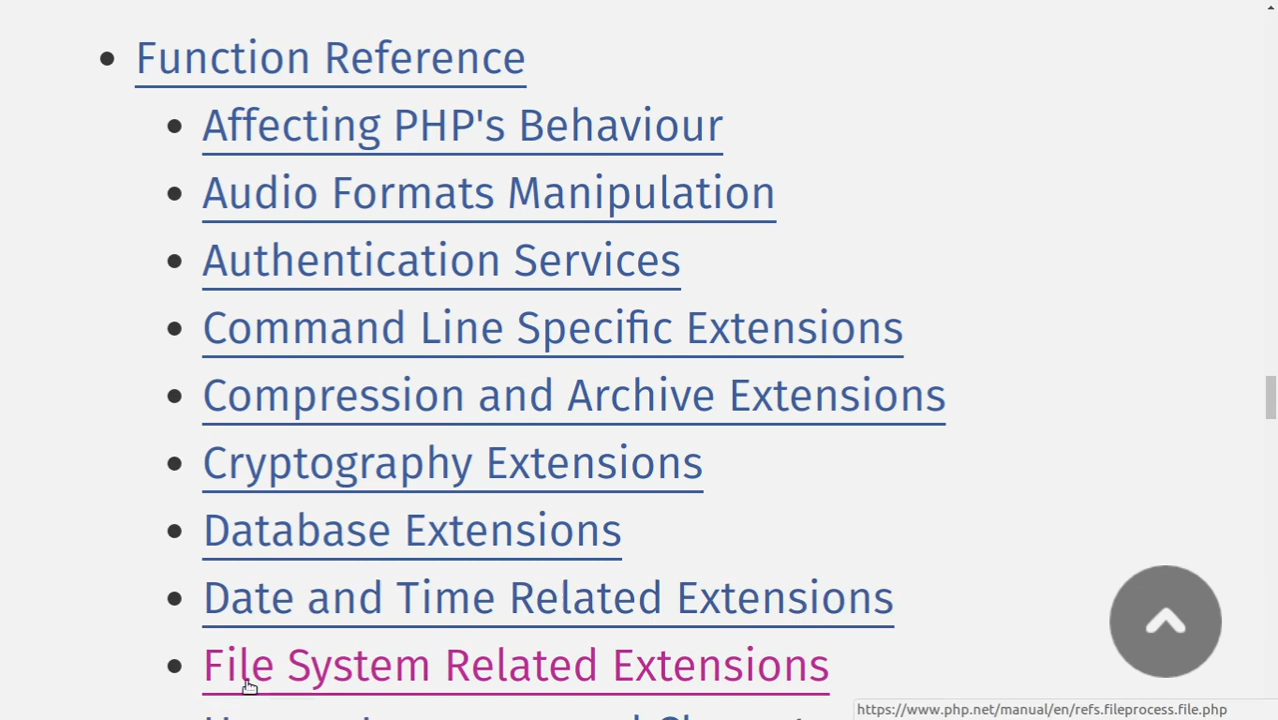 Function Reference
Affecting PHP's Behaviour
Audio Formats Manipulation
Authentication Services
Command Line Specific Extensions
Compression and Archive Extensions
Cryptography Extensions
Database Extensions
Date and Time Related Extensions
File System Related Extensions
https://www.php.net/manual/en/refs.fileprocess.file.php